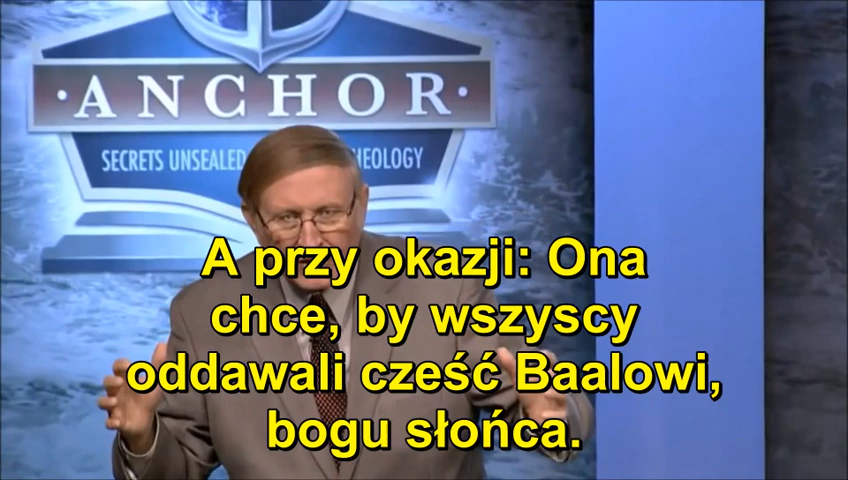 ·ANCHOR·
SECRETS UNSEALED
HEOLOGY
A przy okazji: Ona
chce, by wszyscy
oddawali cześć Baalowi,
bogu słońca.